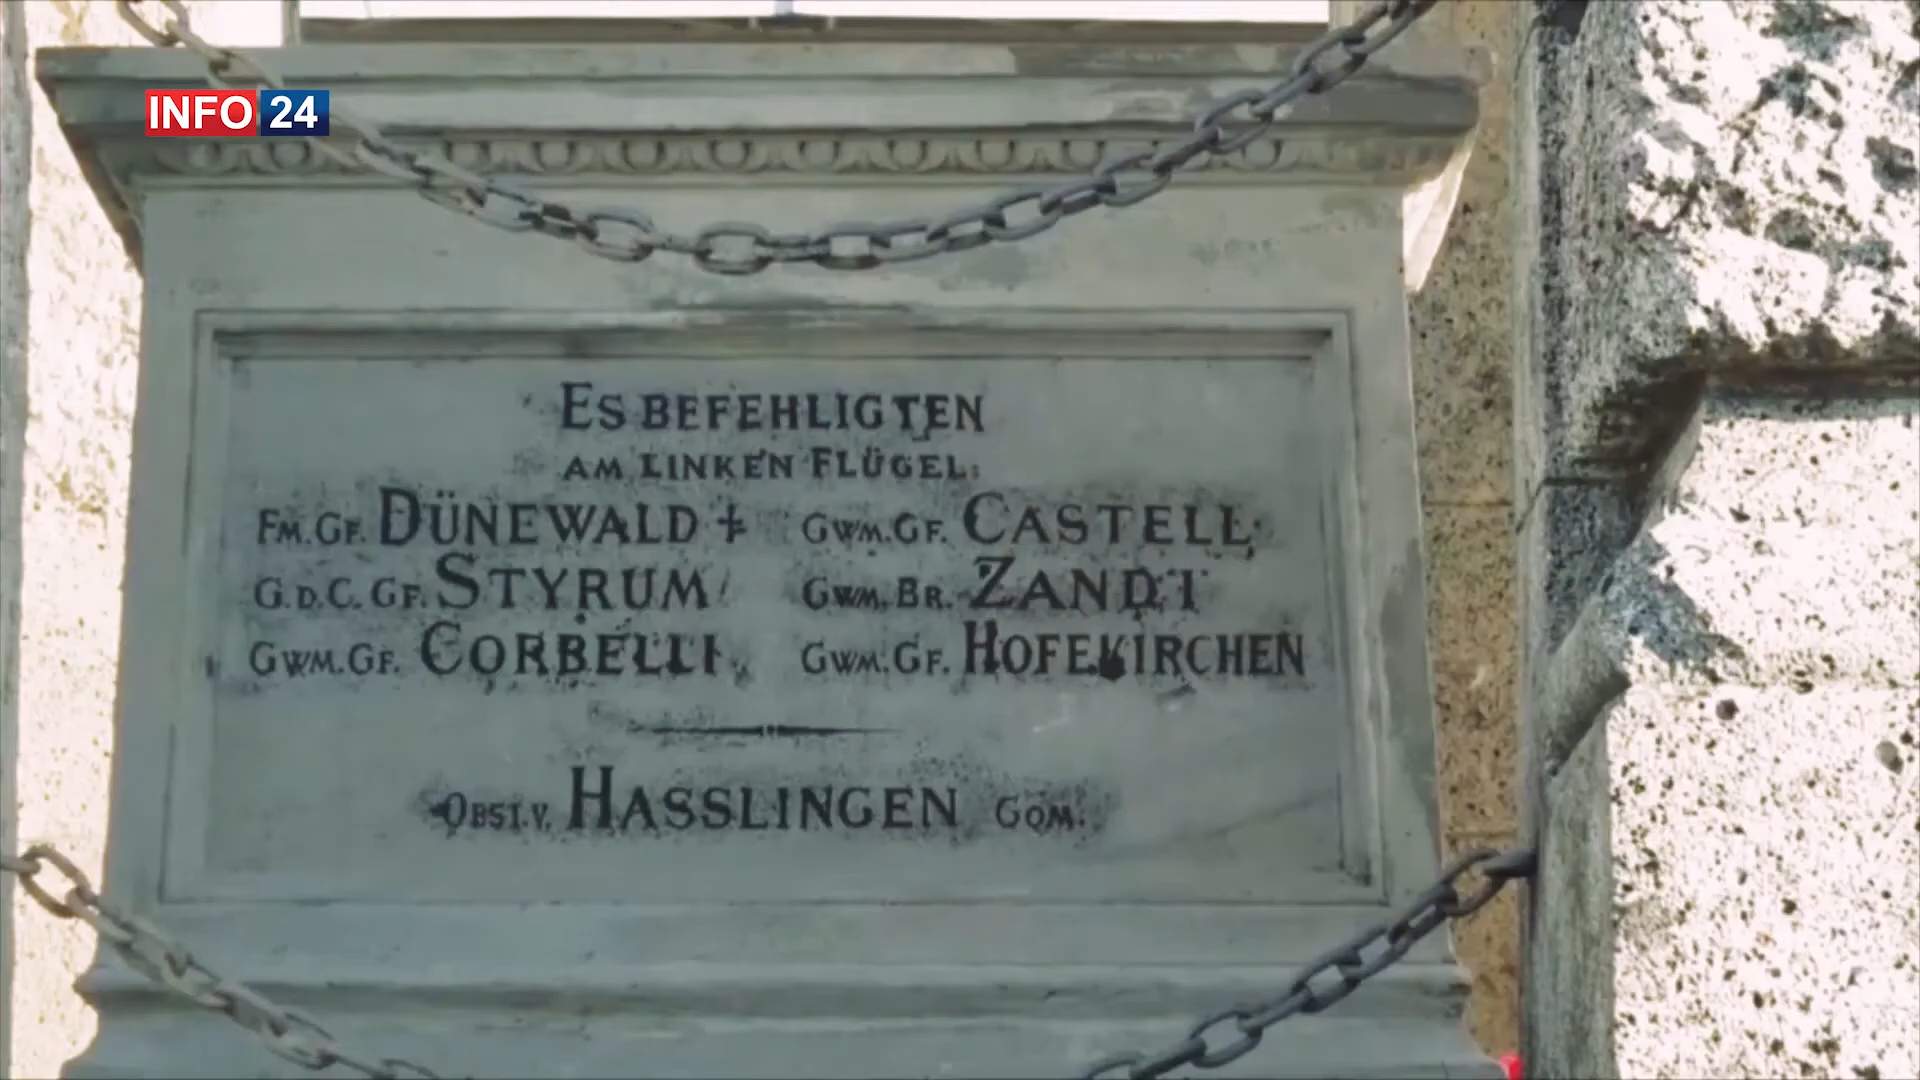 INFO 24
ES BEFEHLIGTEN
AM LINKEN FLÜGEL:
FM. GF. DÜNEWALD ‡ GWM. GF. CASTELL
G. D. C. GF. STYRUM GWM. BR. ZANDT
GWM. GF. CORBELLI GWM. GF. HOFEKIRCHEN
OBST. V. HASSLINGEN GOM.